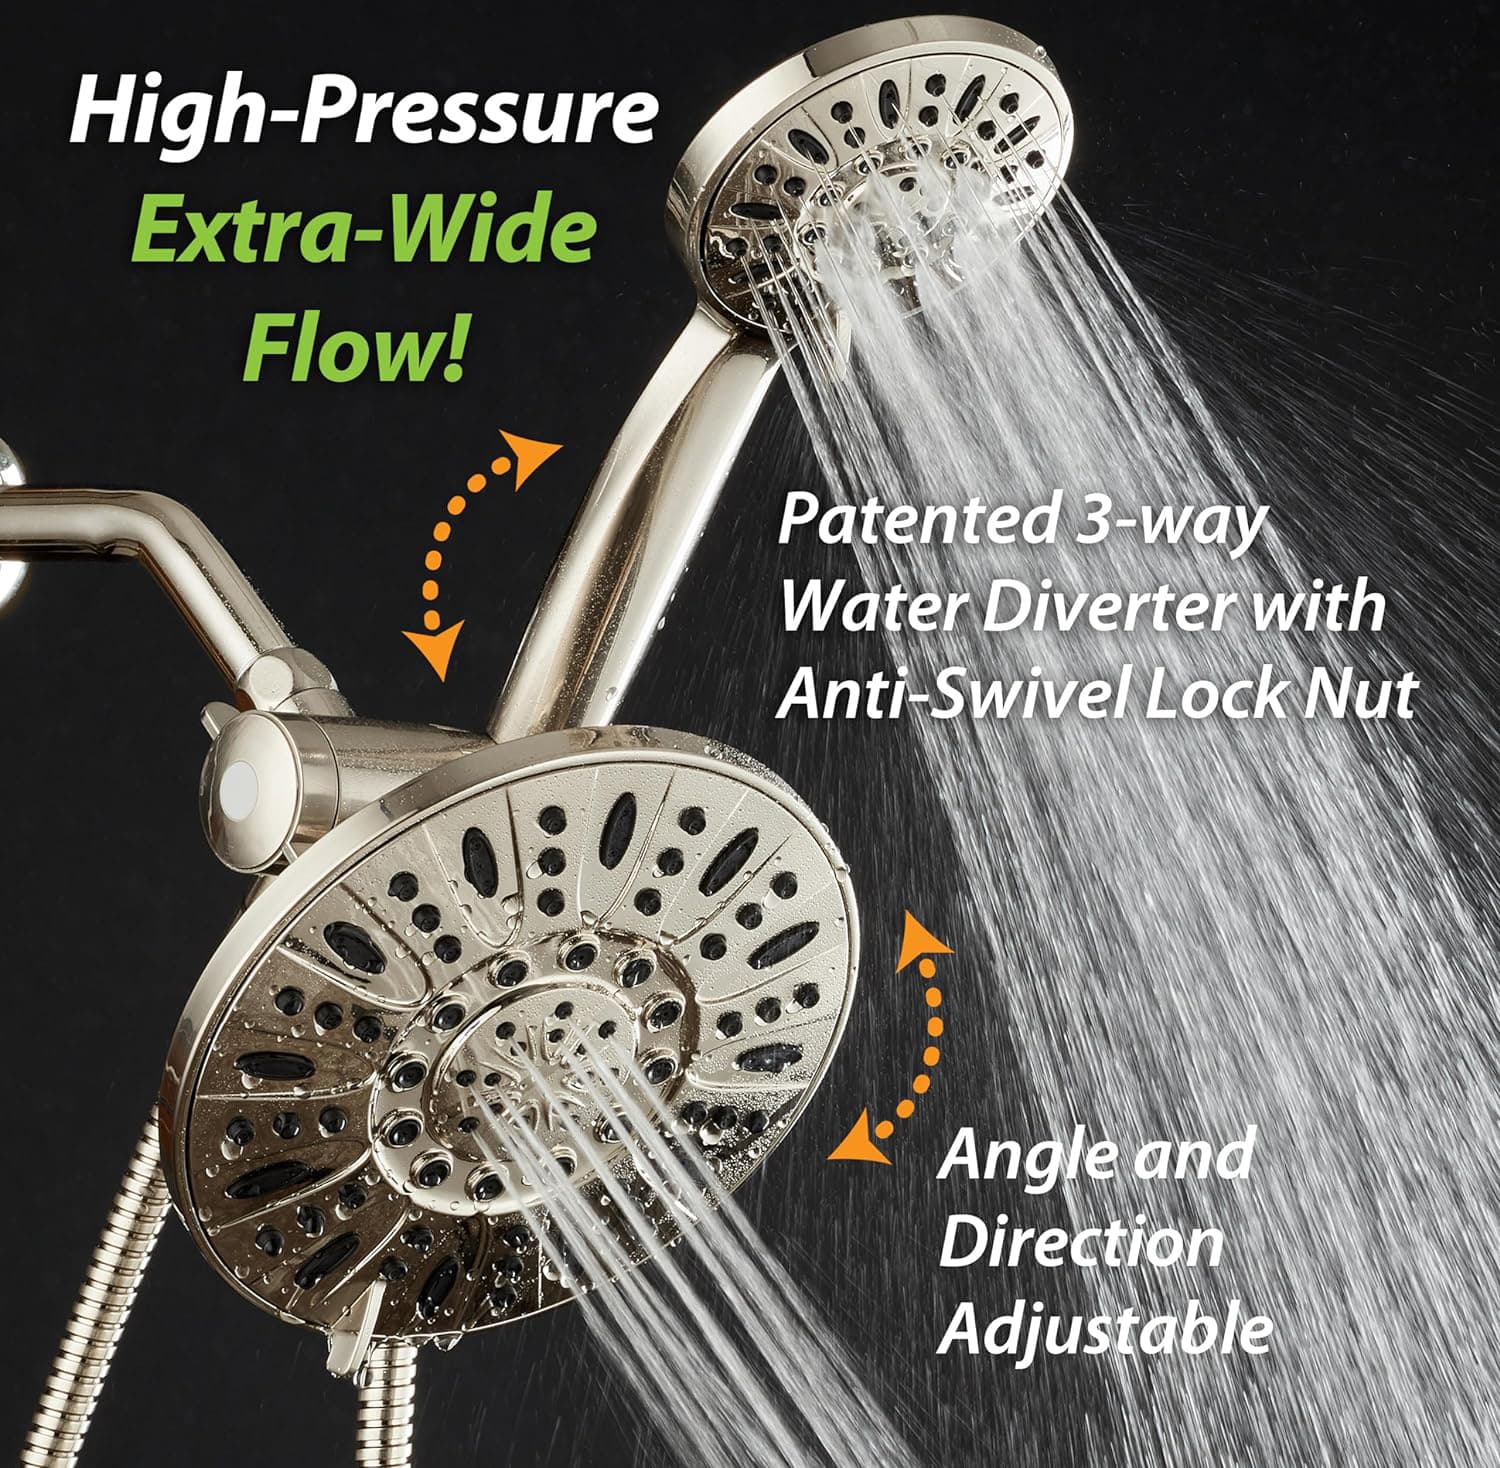 High-Pressure
Extra-Wide
Flow!
Patented 3-way
Water Diverter with
Anti-Swivel Lock Nut
Angle and
Direction
Adjustable